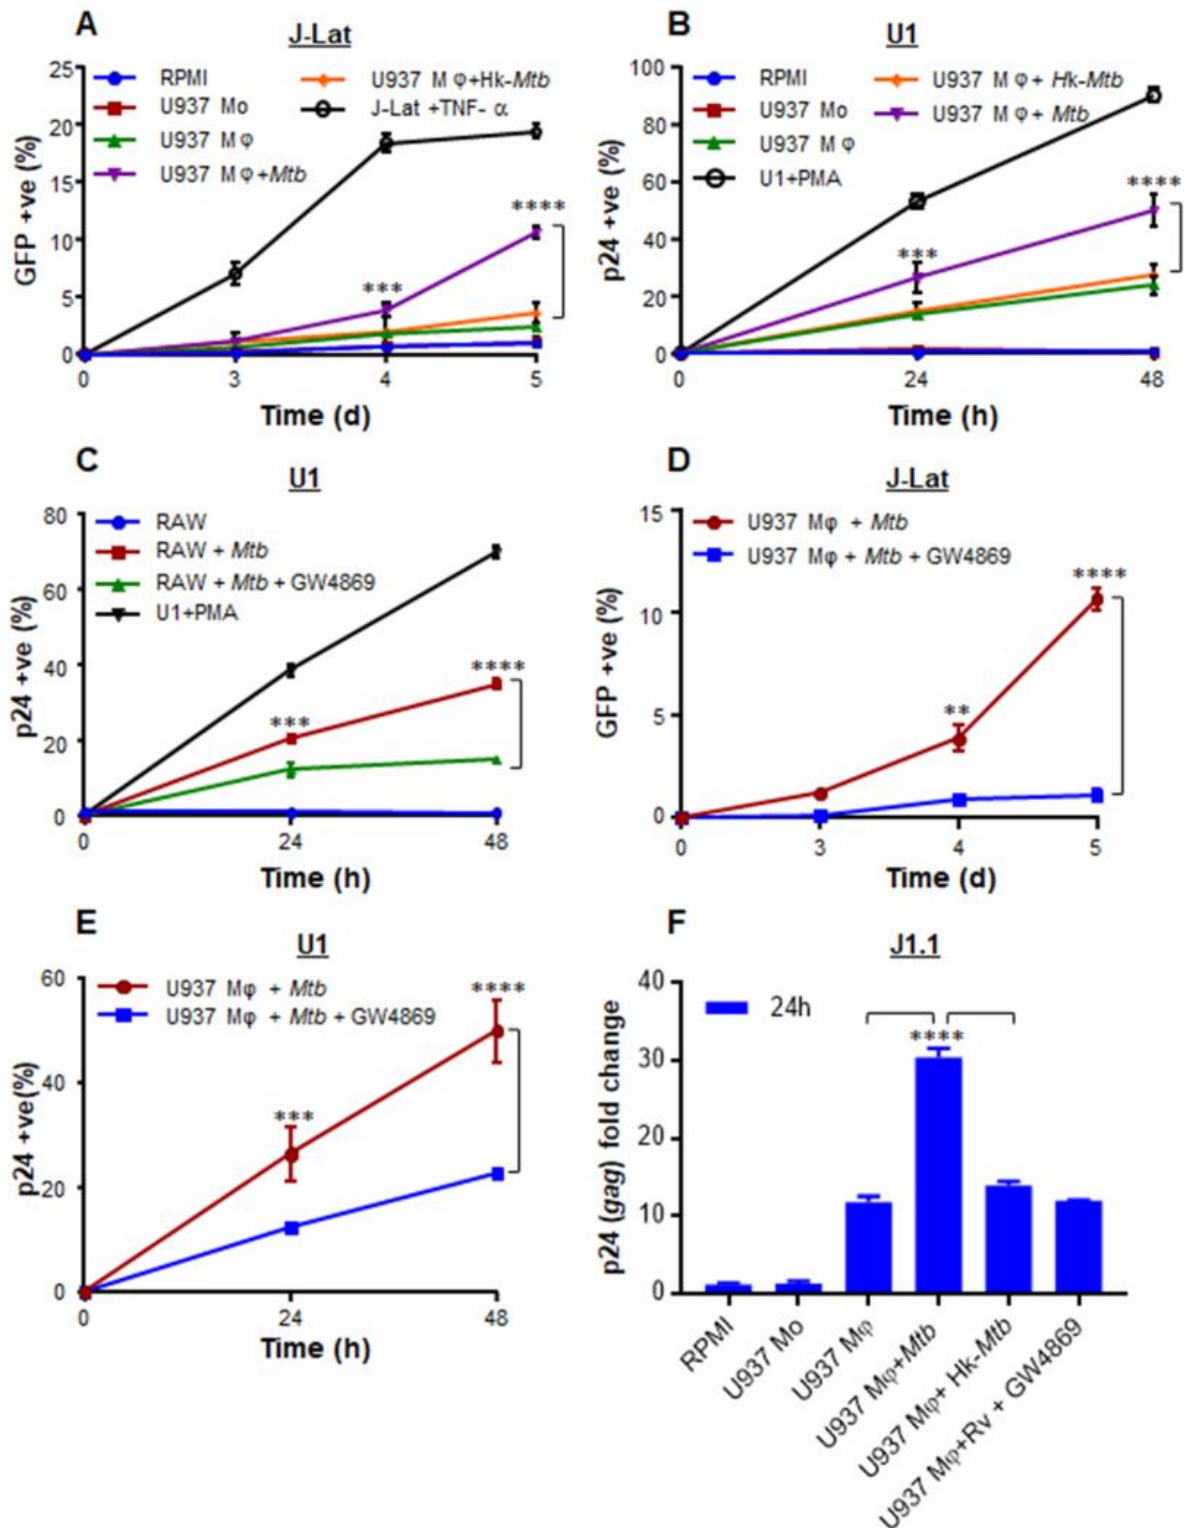 A
J-Lat
25
20
15
10
5
0
GFP +ve (%)
RPMI
U937 Mo
U937 Mφ
U937 Mφ+Mtb
U937 Mφ+Hk-Mtb
J-Lat +TNF- α
***
****
0 3 4 5
Time (d)
B
U1
100
80
60
40
20
0
p24 +ve (%)
RPMI
U937 Mo
U937 Mφ
U1+PMA
U937 Mφ+ Hk-Mtb
U937 Mφ+ Mtb
***
****
0 24 48
Time (h)
C
U1
80
60
40
20
0
p24 +ve (%)
RAW
RAW + Mtb
RAW + Mtb + GW4869
U1+PMA
***
****
0 24 48
Time (h)
D
J-Lat
15
10
5
0
GFP +ve (%)
U937 Mφ + Mtb
U937 Mφ + Mtb + GW4869
**
****
0 3 4 5
Time (d)
E
U1
60
40
20
0
p24 +ve(%)
U937 Mφ + Mtb
U937 Mφ + Mtb + GW4869
***
****
0 24 48
Time (h)
F
J1.1
40
30
20
10
0
p24 (gag) fold change
24h
****
RPMI
U937 Mo
U937 Mφ
U937 Mφ+Mtb
U937 Mφ+ Hk-Mtb
U937 Mφ+Rv + GW4869